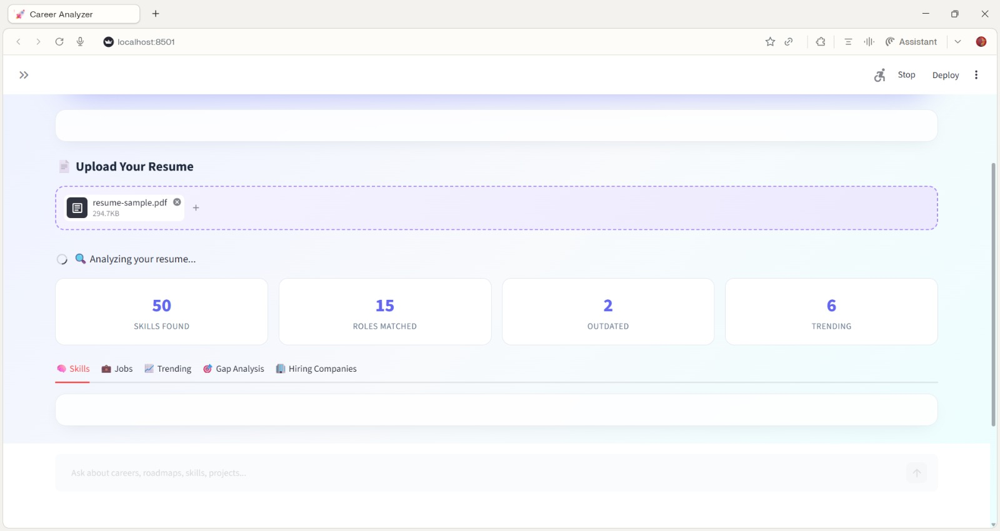 Career Analyzer
localhost:8501
Assistant
Stop
Deploy
Upload Your Resume
resume-sample.pdf
294.7KB
Analyzing your resume...
50
SKILLS FOUND
15
ROLES MATCHED
2
OUTDATED
6
TRENDING
Skills
Jobs
Trending
Gap Analysis
Hiring Companies
Ask about careers, roadmaps, skills, projects...